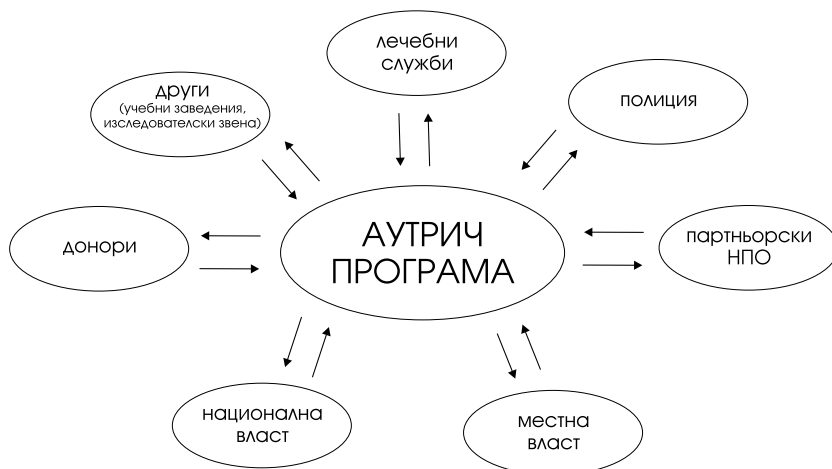 лечебни
служби
други
(учебни заведения,
изследователски звена)
полиция
донори
АУТРИЧ
ПРОГРАМА
партньорски
НПО
национална
власт
местна
власт